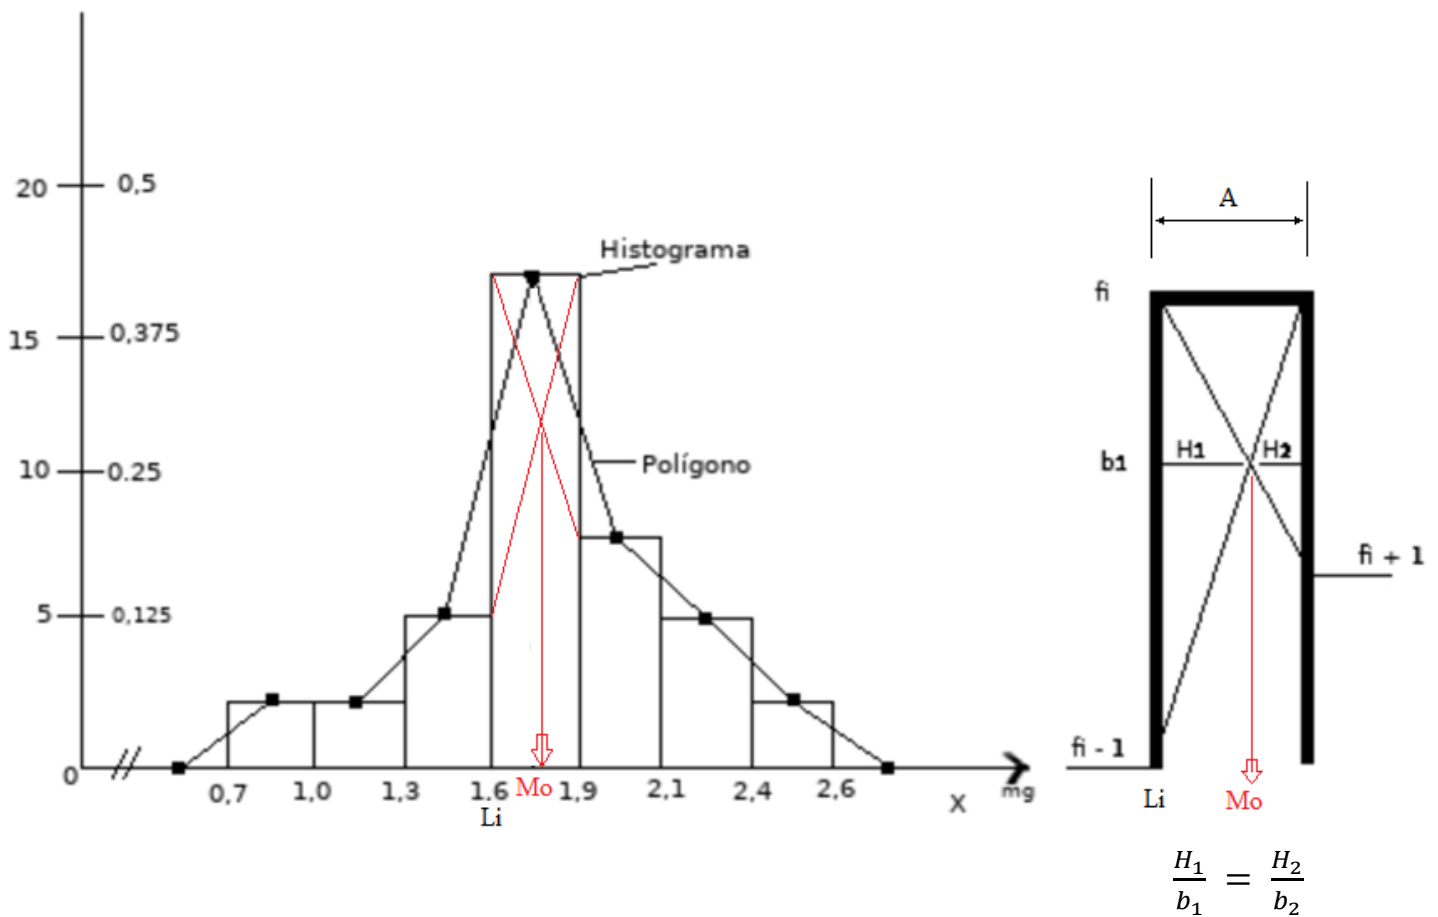 20
0,5
Histograma
15
0,375
Polígono
10
0.25
5
0,125
0
0,7
1,0
1,3
1,6
Mo
1,9
2,1
2,4
2,6
X
mg
Li
A
fi
b1
H1
H2
fi + 1
fi - 1
Li
Mo
H₁/b₁ = H₂/b₂